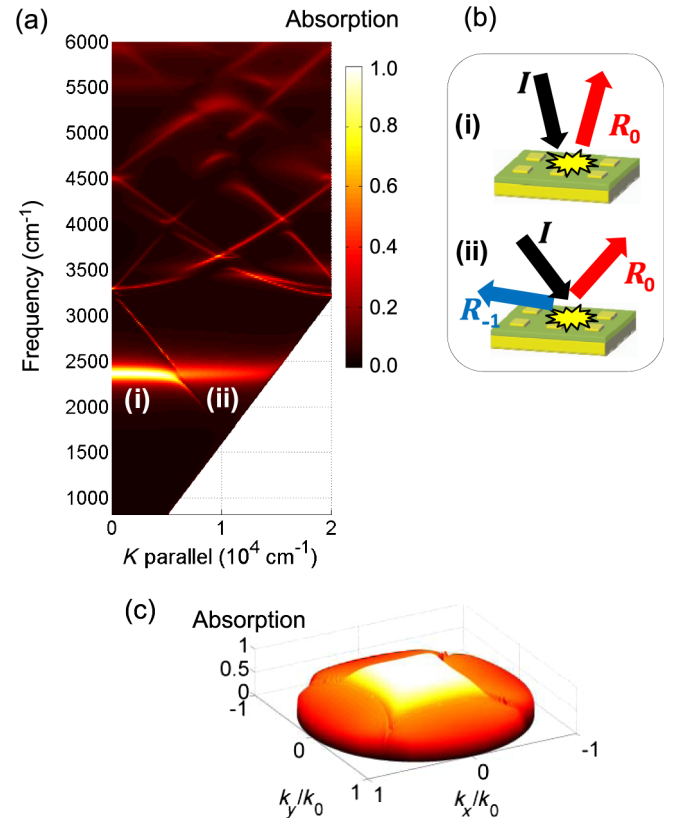 (a)
Absorption
(b)
6000
5500
5000
4500
4000
3500
3000
2500
2000
1500
1000
Frequency (cm-1)
0
1
2
K parallel (10^4 cm-1)
(i)
(ii)
1.0
0.8
0.6
0.4
0.2
0.0
(i)
I
R0
(ii)
I
R0
R-1
(c)
Absorption
1
0.5
0
-1
0
1
ky/k0
1
0
-1
kx/k0